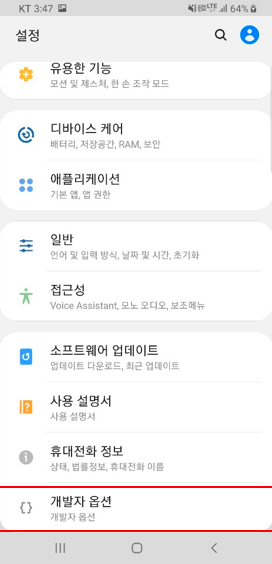 KT 3:47 LTE 64%
설정
유용한 기능
모션 및 제스처, 한 손 조작 모드
디바이스 케어
배터리, 저장공간, RAM, 보안
애플리케이션
기본 앱, 앱 권한
일반
언어 및 입력 방식, 날짜 및 시간, 초기화
접근성
Voice Assistant, 모노 오디오, 보조메뉴
소프트웨어 업데이트
업데이트 다운로드, 최근 업데이트
사용 설명서
사용 설명서
휴대전화 정보
상태, 법률정보, 휴대전화 이름
개발자 옵션
개발자 옵션